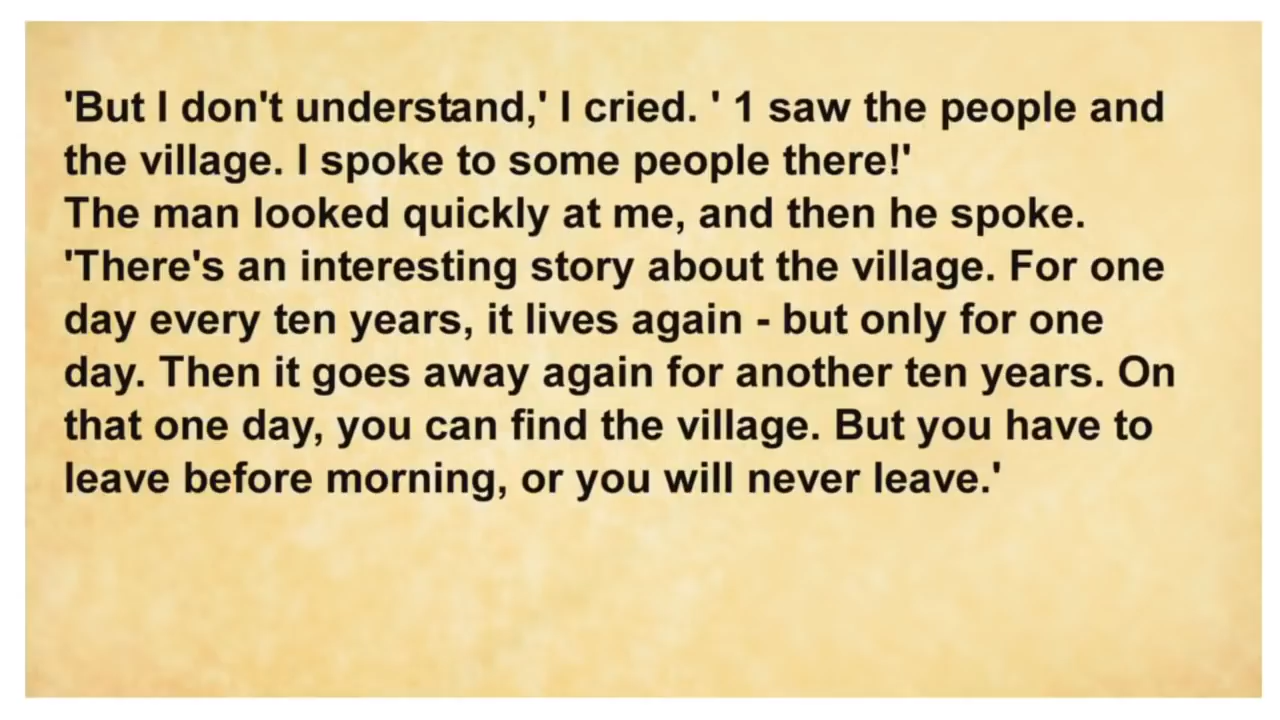 'But I don't understand,' I cried. ' 1 saw the people and
the village. I spoke to some people there!'
The man looked quickly at me, and then he spoke.
'There's an interesting story about the village. For one
day every ten years, it lives again - but only for one
day. Then it goes away again for another ten years. On
that one day, you can find the village. But you have to
leave before morning, or you will never leave.'